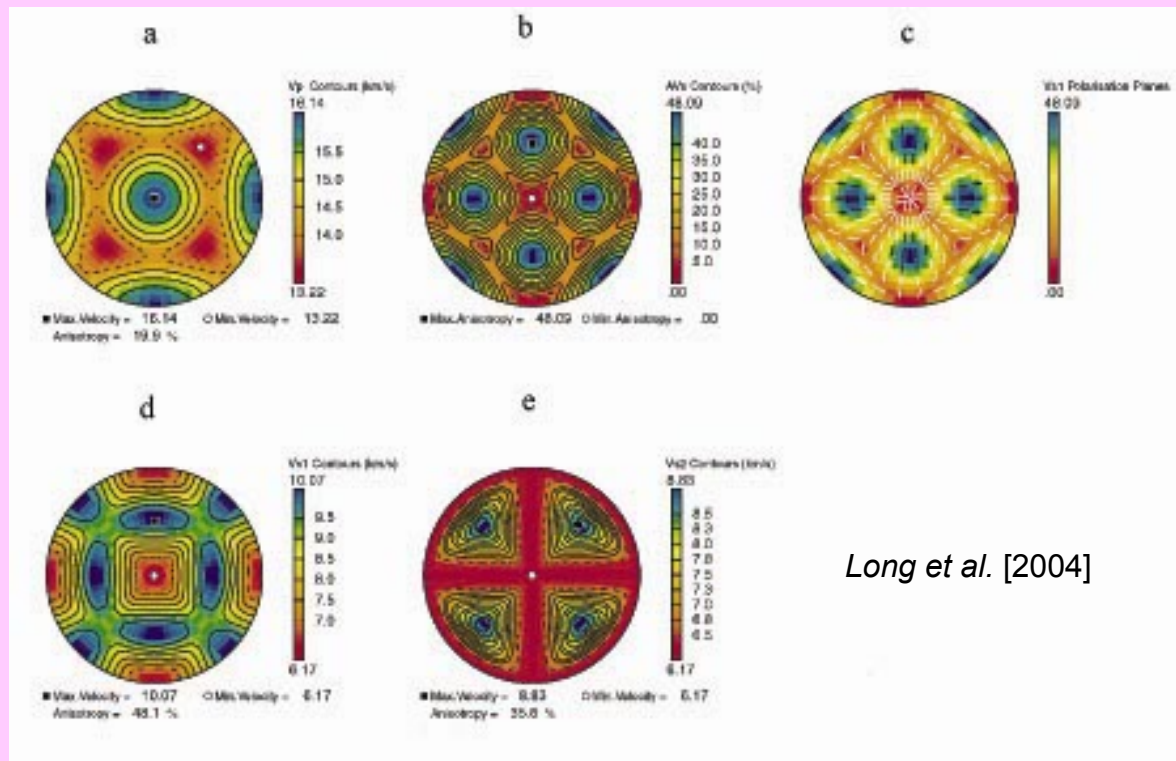 a
b
c
Vp Contours (km/s)
16.14
15.5
15.0
14.5
14.0
13.22
Max.Velocity = 16.14 Min.Velocity = 13.22
Anisotropy = 19.9 %
AVs Contours (%)
48.09
40.0
35.0
30.0
25.0
20.0
15.0
10.0
5.0
.00
Max.Anisotropy = 48.09 Min.Anisotropy = .00
Vs1 Polarisation Planes
48.09
.00
d
e
Vs1 Contours (km/s)
10.07
9.5
9.0
8.5
8.0
7.5
7.0
6.17
Max.Velocity = 10.07 Min.Velocity = 6.17
Anisotropy = 48.1 %
Vs2 Contours (km/s)
8.83
8.5
8.3
8.0
7.8
7.5
7.3
7.0
6.8
6.5
6.17
Max.Velocity = 8.83 Min.Velocity = 6.17
Anisotropy = 35.8 %
Long et al. [2004]